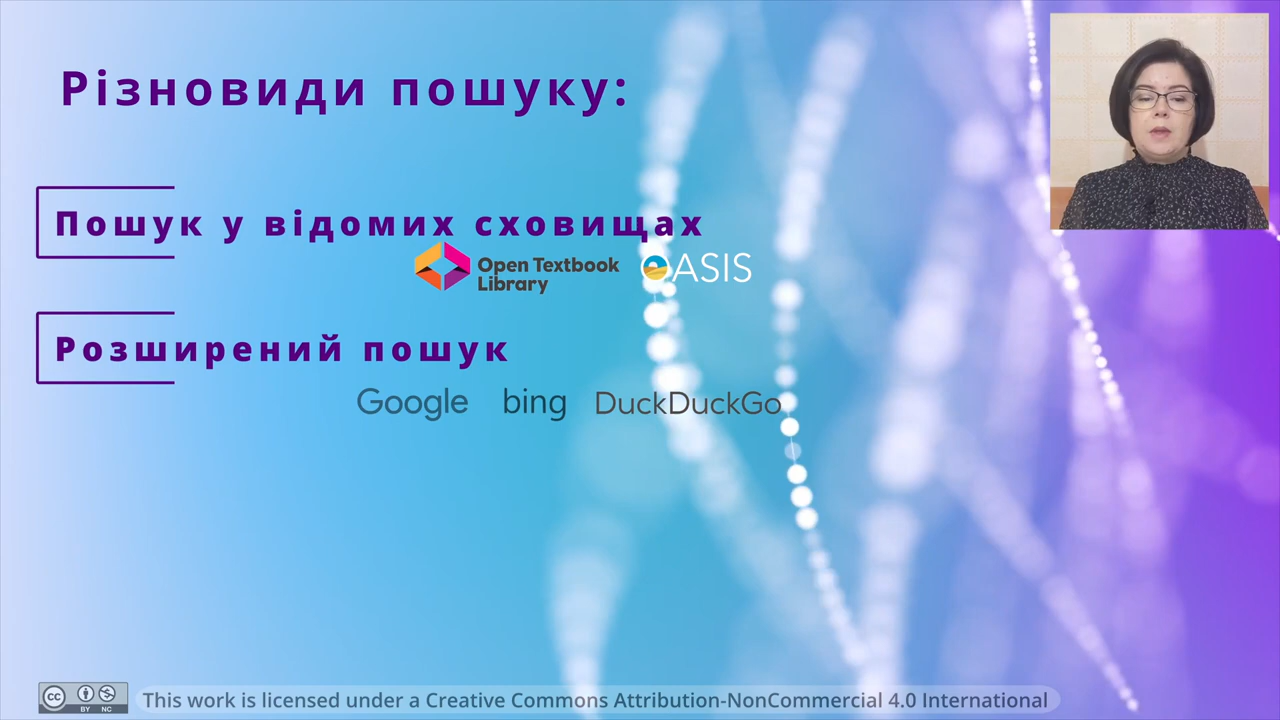 Різновиди пошуку:
Пошук у відомих сховищах
Open Textbook
Library
OASIS
Розширений пошук
Google bing DuckDuckGo
cc BY NC
This work is licensed under a Creative Commons Attribution-NonCommercial 4.0 International